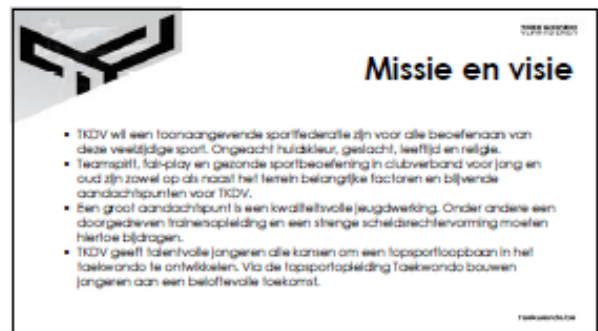 TAEKWONDO
VLAANDEREN
Missie en visie
▪ TKDV wil een toonaangevende sportfederatie zijn voor alle beoefenaars van
deze veelzijdige sport. Ongeacht huidskleur, geslacht, leeftijd en religie.
▪ Teamspirit, fair-play en gezonde sportbeoefening in clubverband voor jong en
oud zijn zowel op als naast het terrein belangrijke factoren en blijvende
aandachtspunten voor TKDV.
▪ Een groot aandachtspunt is een kwaliteitsvolle jeugdwerking. Onder andere een
doorgedreven trainersopleiding en een strenge scheidsrechtervorming moeten
hiertoe bijdragen.
▪ TKDV geeft talentvolle jongeren alle kansen om een topsportloopbaan in het
taekwondo te ontwikkelen. Via de topsportopleiding Taekwondo bouwen
jongeren aan een beloftevolle toekomst.
taekwondo.be